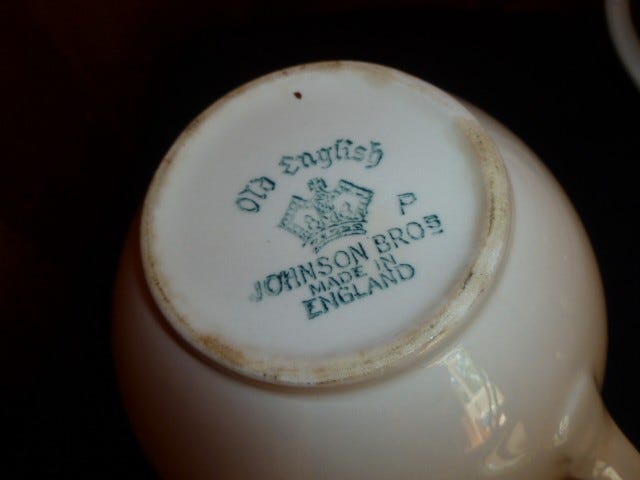 Old English
P
JOHNSON BROS
MADE IN
ENGLAND